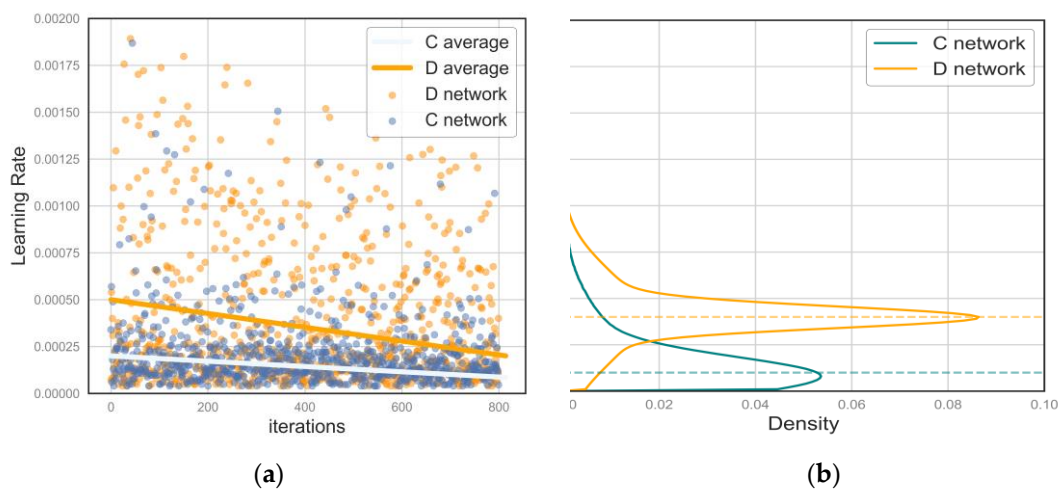 0.00200
0.00175
0.00150
0.00125
0.00100
0.00075
0.00050
0.00025
0.00000
Learning Rate
C average
D average
D network
C network
0 200 400 600 800
iterations
(a)
C network
D network
0 0.02 0.04 0.06 0.08 0.10
Density
(b)